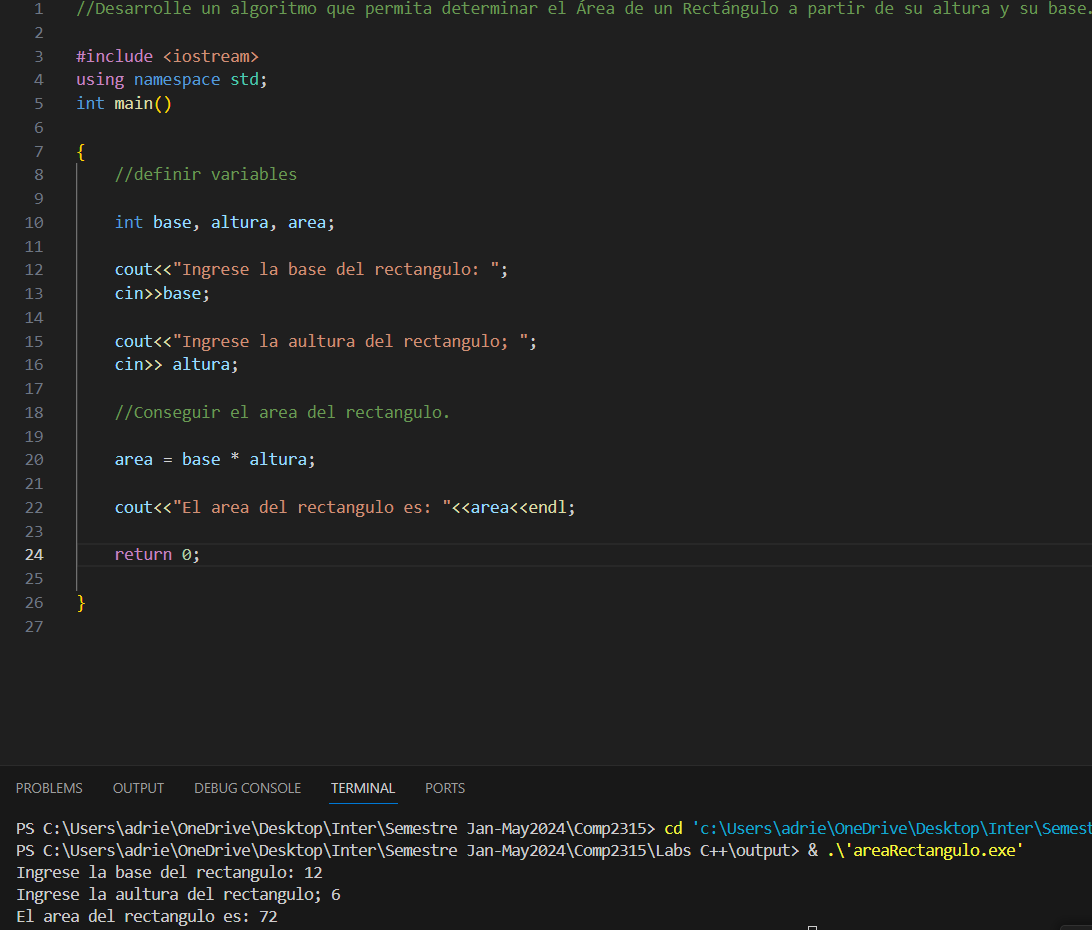 1 //Desarrolle un algoritmo que permita determinar el Área de un Rectángulo a partir de su altura y su base.
2
3 #include <iostream>
4 using namespace std;
5 int main()
6
7 {
8 //definir variables
9
10 int base, altura, area;
11
12 cout<<"Ingrese la base del rectangulo: ";
13 cin>>base;
14
15 cout<<"Ingrese la aultura del rectangulo; ";
16 cin>> altura;
17
18 //Conseguir el area del rectangulo.
19
20 area = base * altura;
21
22 cout<<"El area del rectangulo es: "<<area<<endl;
23
24 return 0;
25
26 }
27
PROBLEMS OUTPUT DEBUG CONSOLE TERMINAL PORTS
PS C:\Users\adrie\OneDrive\Desktop\Inter\Semestre Jan-May2024\Comp2315> cd 'c:\Users\adrie\OneDrive\Desktop\Inter\Semest
PS C:\Users\adrie\OneDrive\Desktop\Inter\Semestre Jan-May2024\Comp2315\Labs C++\output> & .\'areaRectangulo.exe'
Ingrese la base del rectangulo: 12
Ingrese la aultura del rectangulo; 6
El area del rectangulo es: 72